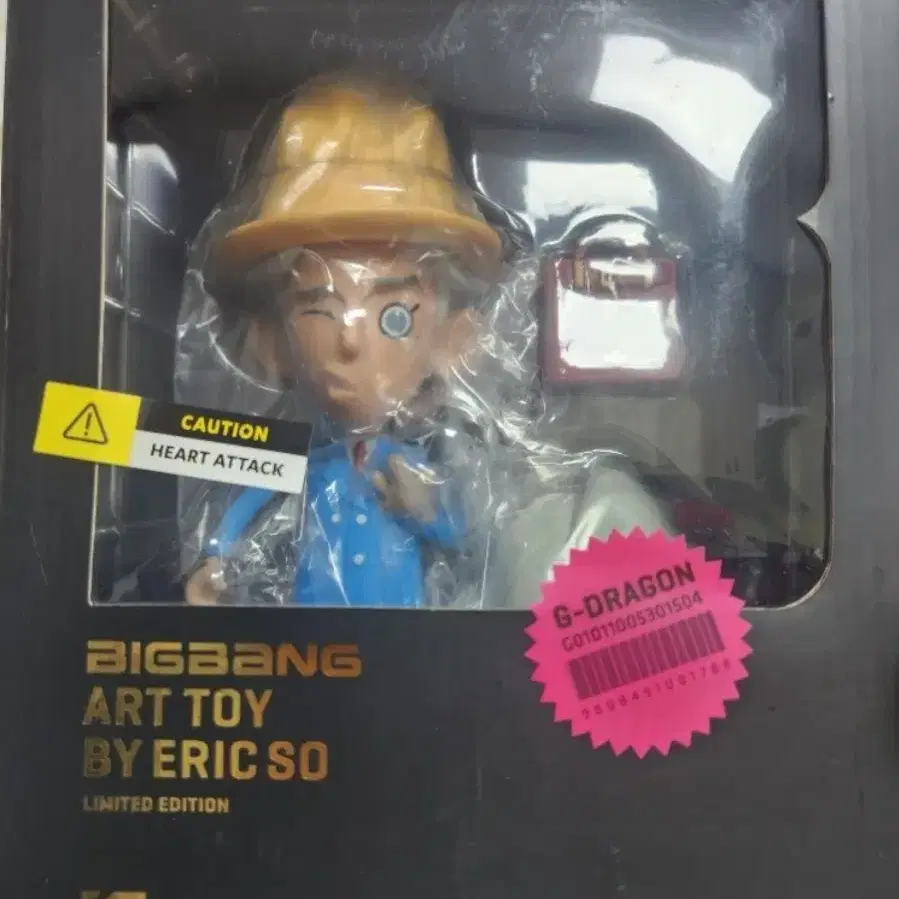 CAUTION
HEART ATTACK
G-DRAGON
G01011005301504
BIGBANG
ART TOY
BY ERIC SO
LIMITED EDITION